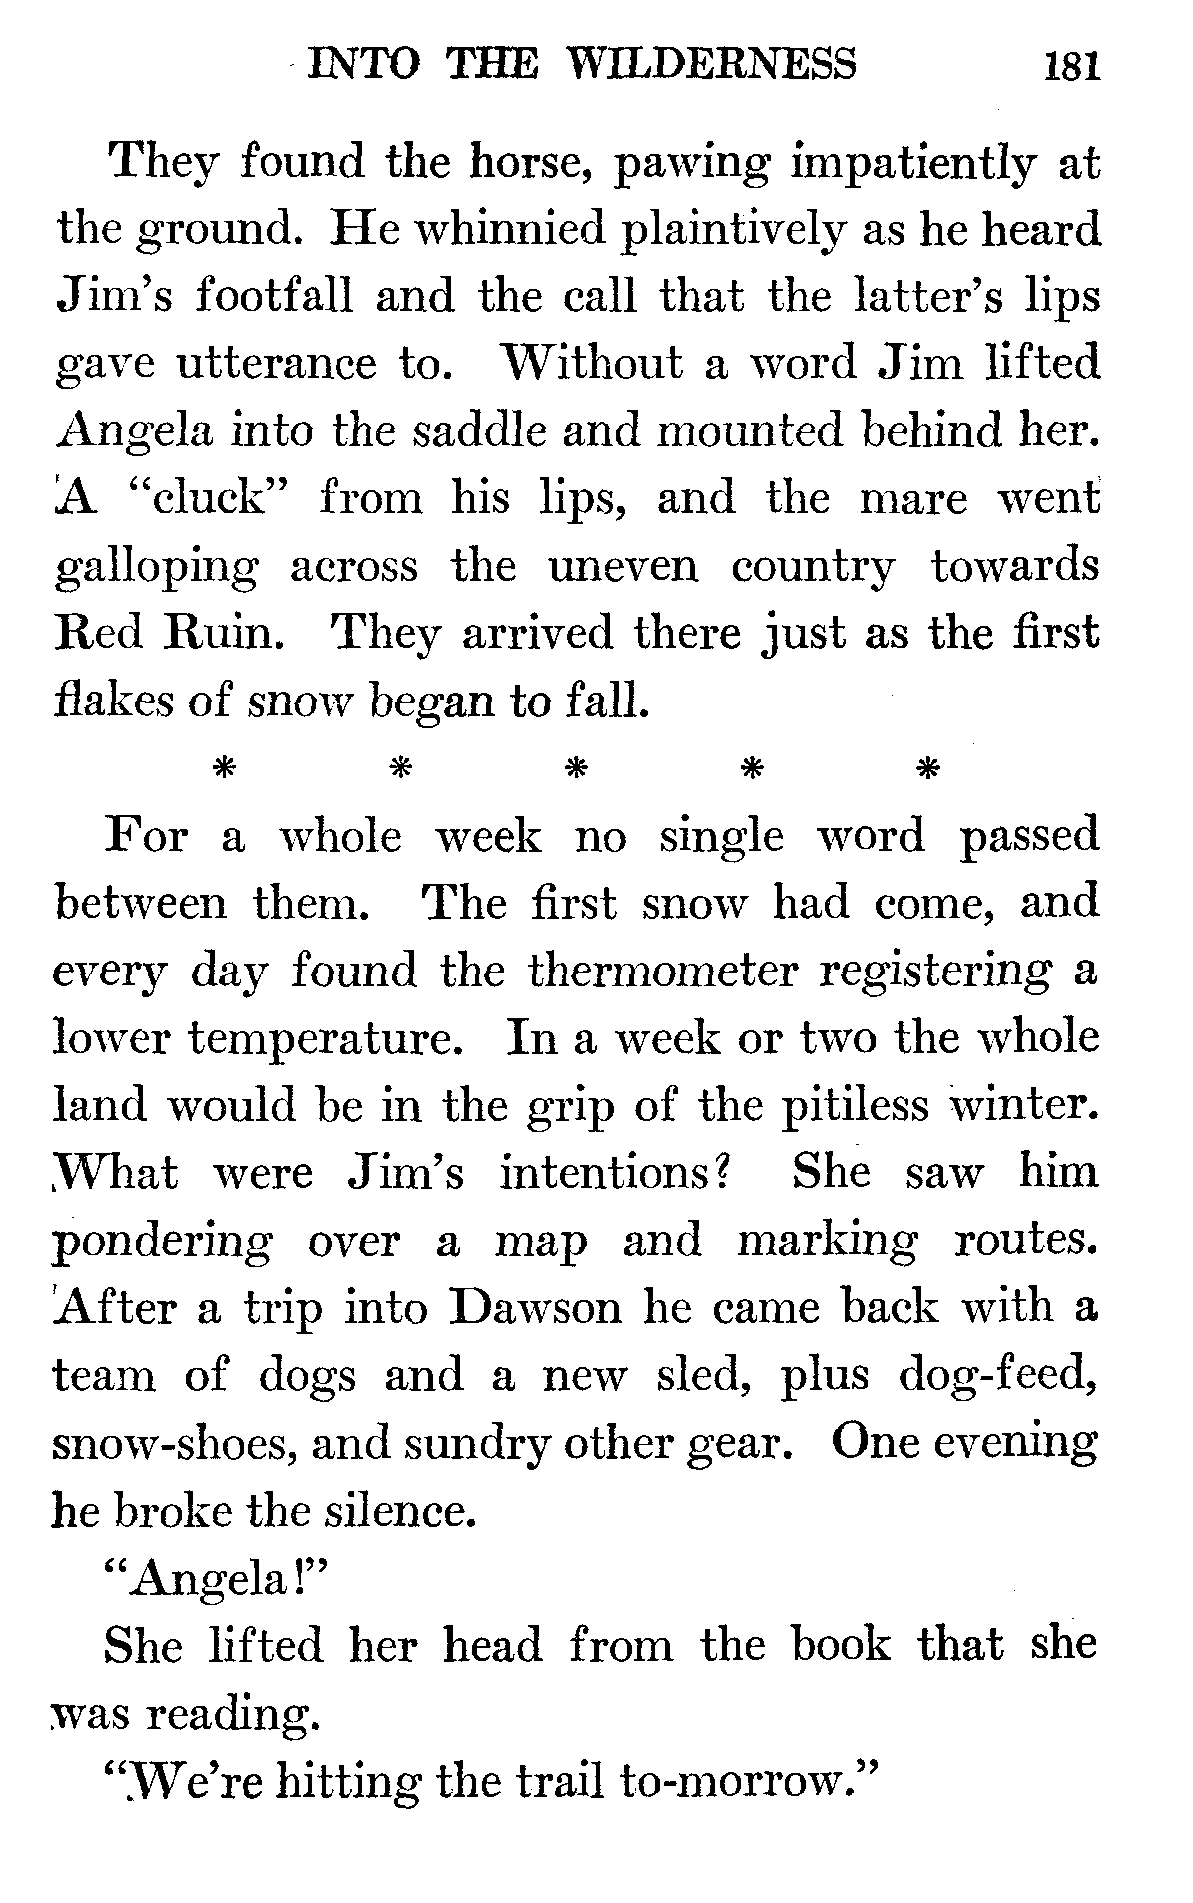 INTO THE WILDERNESS 181
They found the horse, pawing impatiently at
the ground. He whinnied plaintively as he heard
Jim's footfall and the call that the latter's lips
gave utterance to. Without a word Jim lifted
Angela into the saddle and mounted behind her.
A “cluck” from his lips, and the mare went
galloping across the uneven country towards
Red Ruin. They arrived there just as the first
flakes of snow began to fall.
* * * * *
For a whole week no single word passed
between them. The first snow had come, and
every day found the thermometer registering a
lower temperature. In a week or two the whole
land would be in the grip of the pitiless winter.
What were Jim's intentions? She saw him
pondering over a map and marking routes.
After a trip into Dawson he came back with a
team of dogs and a new sled, plus dog-feed,
snow-shoes, and sundry other gear. One evening
he broke the silence.
“Angela!”
She lifted her head from the book that she
was reading.
“We're hitting the trail to-morrow.”